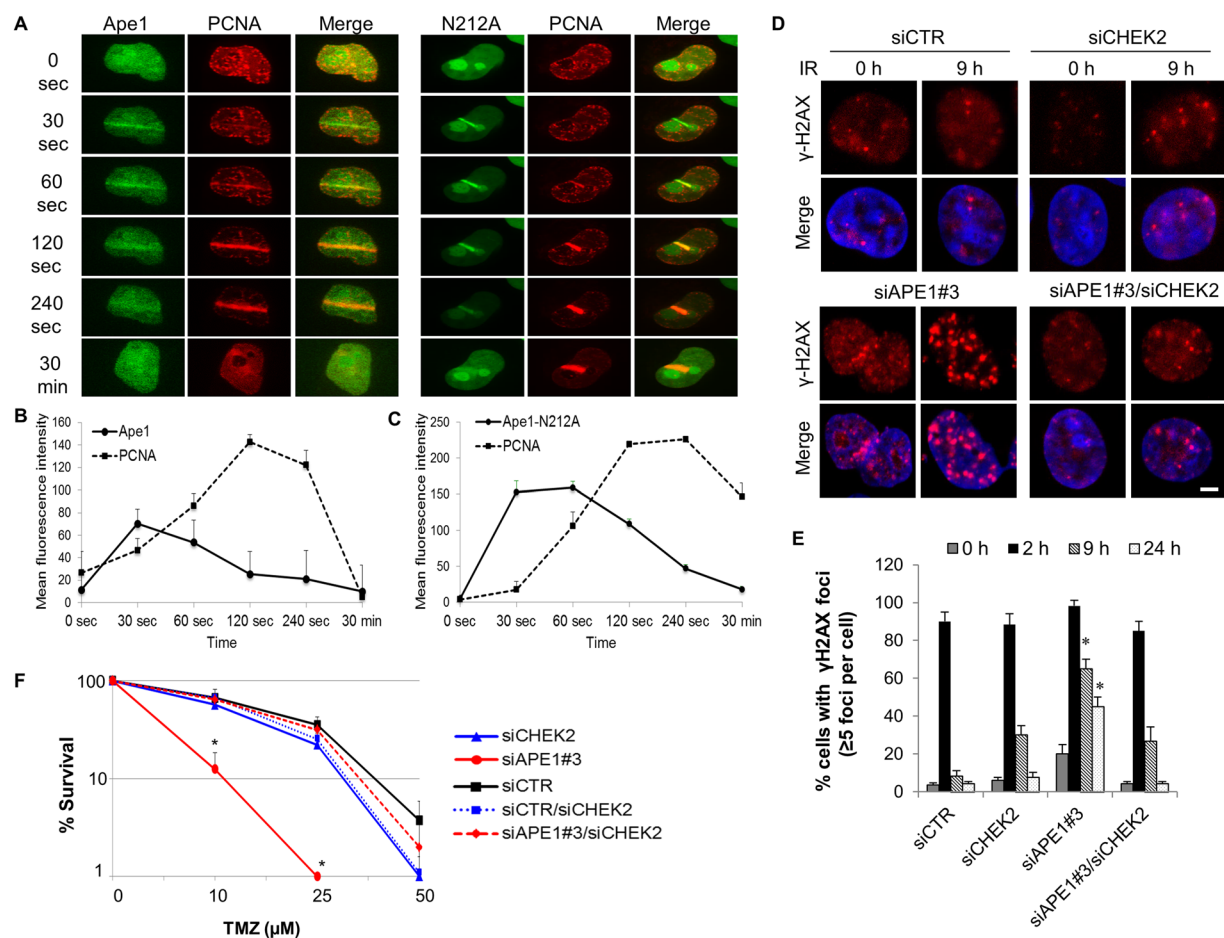 A
Ape1 PCNA Merge N212A PCNA Merge
0 sec
30 sec
60 sec
120 sec
240 sec
30 min
B
Mean fluorescence intensity
160
140
120
100
80
60
40
20
0
Ape1
PCNA
0 sec 30 sec 60 sec 120 sec 240 sec 30 min
Time
C
Mean fluorescence intensity
250
200
150
100
50
0
Ape1-N212A
PCNA
0 sec 30 sec 60 sec 120 sec 240 sec 30 min
Time
D
siCTR siCHEK2
IR 0 h 9 h 0 h 9 h
γ-H2AX
Merge
siAPE1#3 siAPE1#3/siCHEK2
γ-H2AX
Merge
E
0 h 2 h 9 h 24 h
% cells with γH2AX foci
(≥5 foci per cell)
100
80
60
40
20
0
* *
siCTR
siCHEK2
siAPE1#3
siAPE1#3/siCHEK2
F
% Survival
100
10
1
* *
0 10 25 50
TMZ (µM)
siCHEK2
siAPE1#3
siCTR
siCTR/siCHEK2
siAPE1#3/siCHEK2